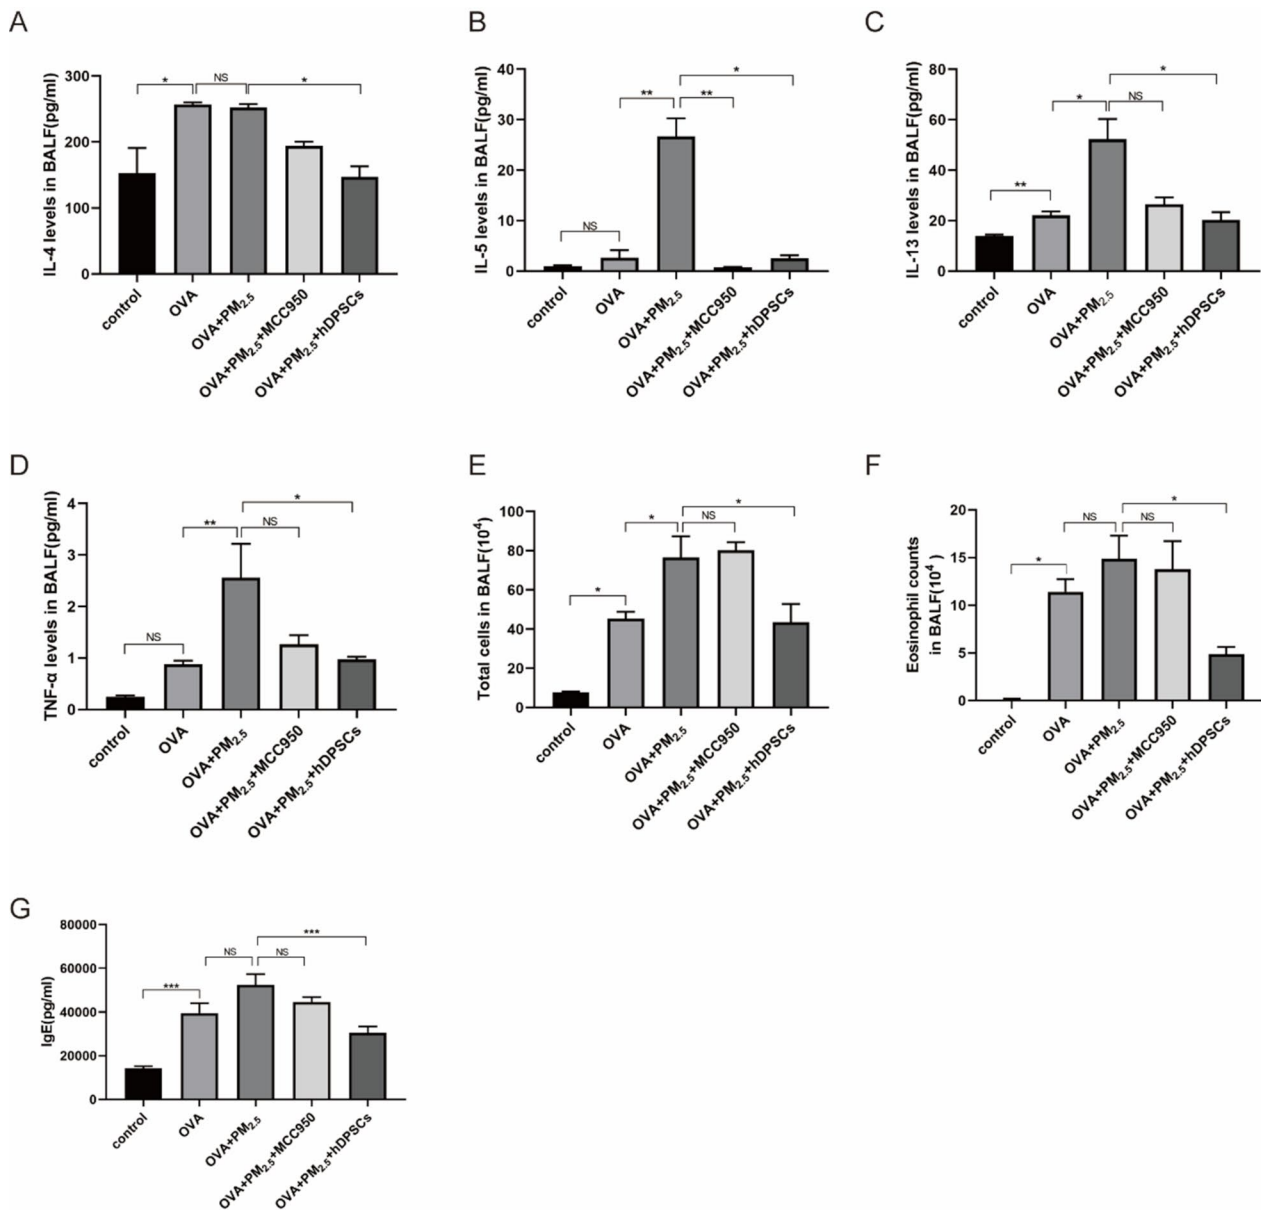 A
IL-4 levels in BALF(pg/ml)
300
200
100
0
*
NS
*
control
OVA
OVA+PM2.5
OVA+PM2.5+MCC950
OVA+PM2.5+hDPSCs
B
IL-5 levels in BALF(pg/ml)
40
30
20
10
0
NS
**
**
*
control
OVA
OVA+PM2.5
OVA+PM2.5+MCC950
OVA+PM2.5+hDPSCs
C
IL-13 levels in BALF(pg/ml)
80
60
40
20
0
**
*
NS
*
control
OVA
OVA+PM2.5
OVA+PM2.5+MCC950
OVA+PM2.5+hDPSCs
D
TNF-α levels in BALF(pg/ml)
4
3
2
1
0
NS
**
NS
*
control
OVA
OVA+PM2.5
OVA+PM2.5+MCC950
OVA+PM2.5+hDPSCs
E
Total cells in BALF(10⁴)
100
80
60
40
20
0
*
*
NS
*
control
OVA
OVA+PM2.5
OVA+PM2.5+MCC950
OVA+PM2.5+hDPSCs
F
Eosinophil counts
in BALF(10⁴)
20
15
10
5
0
*
NS
NS
*
control
OVA
OVA+PM2.5
OVA+PM2.5+MCC950
OVA+PM2.5+hDPSCs
G
IgE(pg/ml)
80000
60000
40000
20000
0
***
NS
NS
***
control
OVA
OVA+PM2.5
OVA+PM2.5+MCC950
OVA+PM2.5+hDPSCs